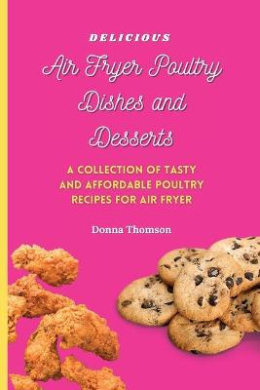 DELICIOUS
Air Fryer Poultry
Dishes and
Desserts
A COLLECTION OF TASTY
AND AFFORDABLE POULTRY
RECIPES FOR AIR FRYER
Donna Thomson